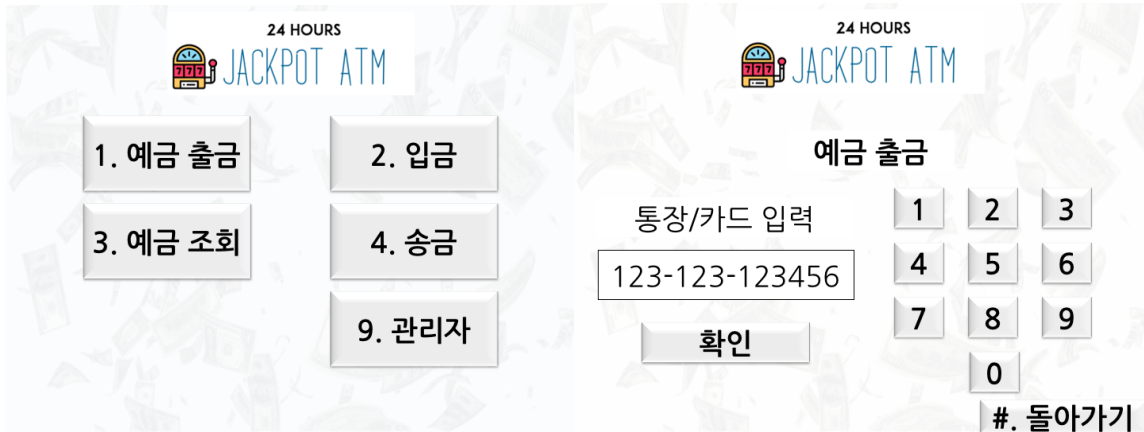 24 HOURS
777 JACKPOT ATM
1. 예금 출금
2. 입금
3. 예금 조회
4. 송금
9. 관리자
24 HOURS
777 JACKPOT ATM
예금 출금
통장/카드 입력
123-123-123456
확인
1 2 3
4 5 6
7 8 9
0
#. 돌아가기